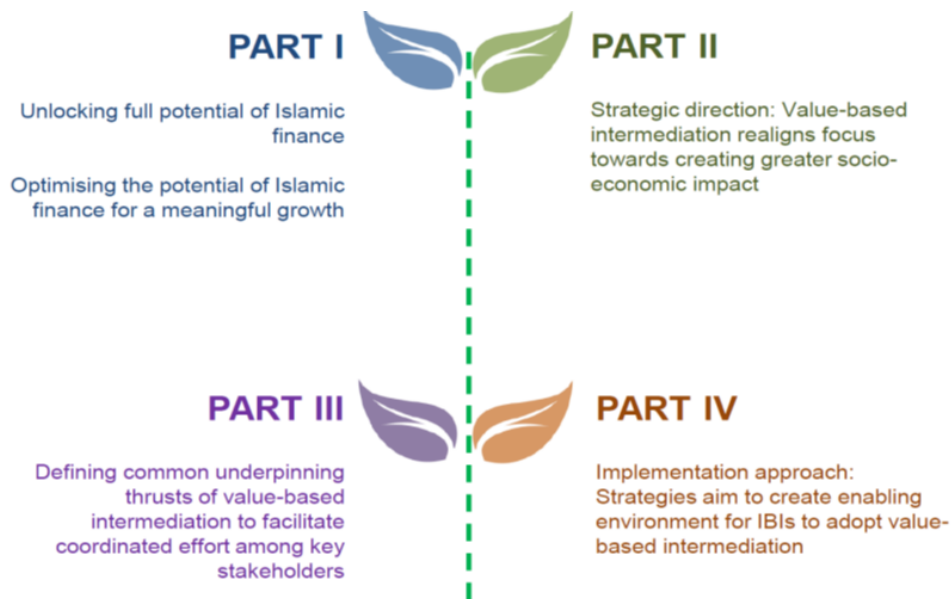 PART I
Unlocking full potential of Islamic
finance
Optimising the potential of Islamic
finance for a meaningful growth
PART II
Strategic direction: Value-based
intermediation realigns focus
towards creating greater socio-
economic impact
PART III
Defining common underpinning
thrusts of value-based
intermediation to facilitate
coordinated effort among key
stakeholders
PART IV
Implementation approach:
Strategies aim to create enabling
environment for IBIs to adopt value-
based intermediation